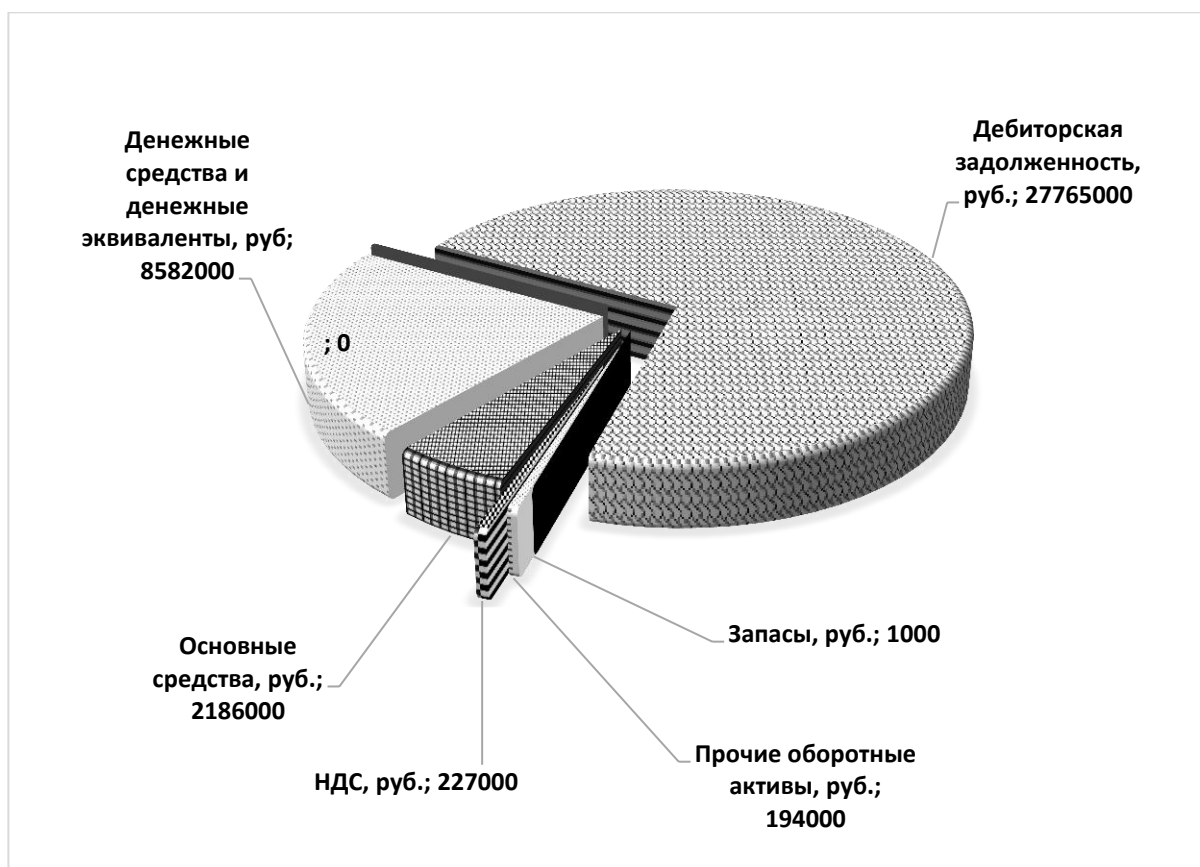 Денежные
средства и
денежные
эквиваленты, руб;
8582000
Дебиторская
задолженность,
руб.; 27765000
; 0
Запасы, руб.; 1000
Основные
средства, руб.;
2186000
Прочие оборотные
активы, руб.;
194000
НДС, руб.; 227000